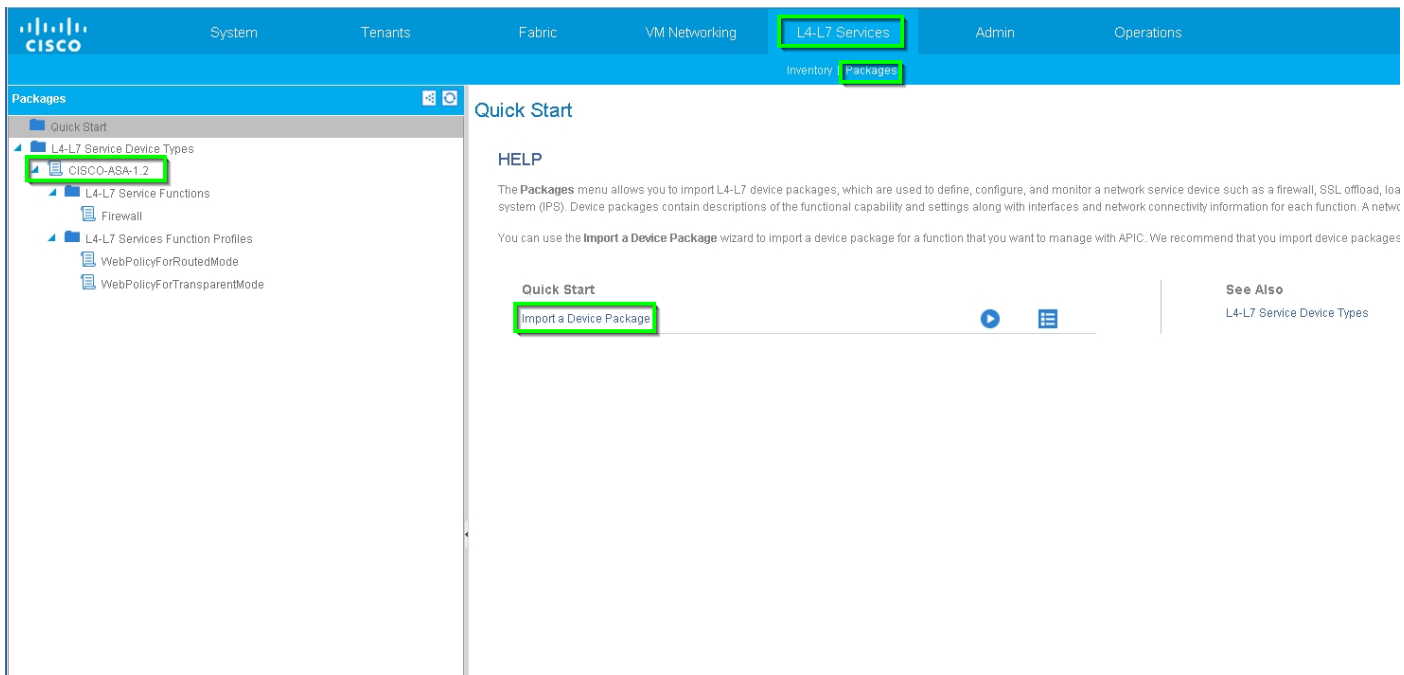 CISCO
System
Tenants
Fabric
VM Networking
L4-L7 Services
Admin
Operations
Inventory | Packages
Packages
Quick Start
L4-L7 Service Device Types
CISCO-ASA-1.2
L4-L7 Service Functions
Firewall
L4-L7 Services Function Profiles
WebPolicyForRoutedMode
WebPolicyForTransparentMode
Quick Start
HELP
The Packages menu allows you to import L4-L7 device packages, which are used to define, configure, and monitor a network service device such as a firewall, SSL offload, loa
system (IPS). Device packages contain descriptions of the functional capability and settings along with interfaces and network connectivity information for each function. A netwo
You can use the Import a Device Package wizard to import a device package for a function that you want to manage with APIC. We recommend that you import device packages
Quick Start
Import a Device Package
See Also
L4-L7 Service Device Types